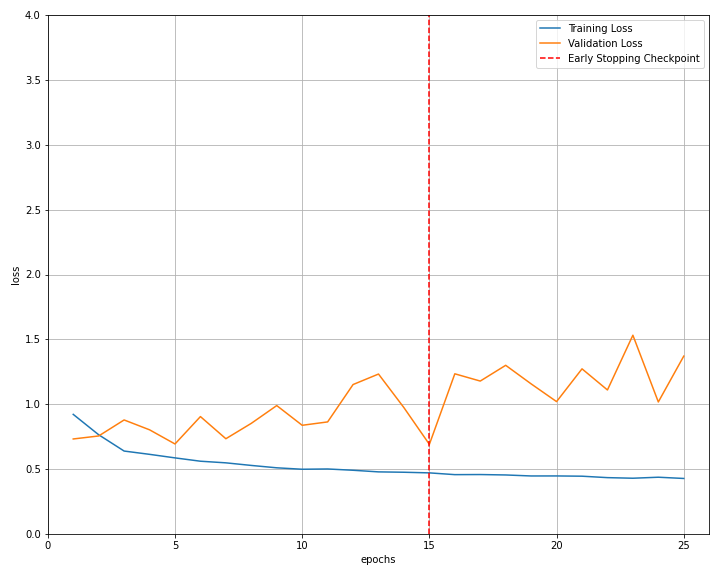 Training Loss
Validation Loss
Early Stopping Checkpoint
4.0
3.5
3.0
2.5
2.0
1.5
1.0
0.5
0.0
loss
0 5 10 15 20 25
epochs